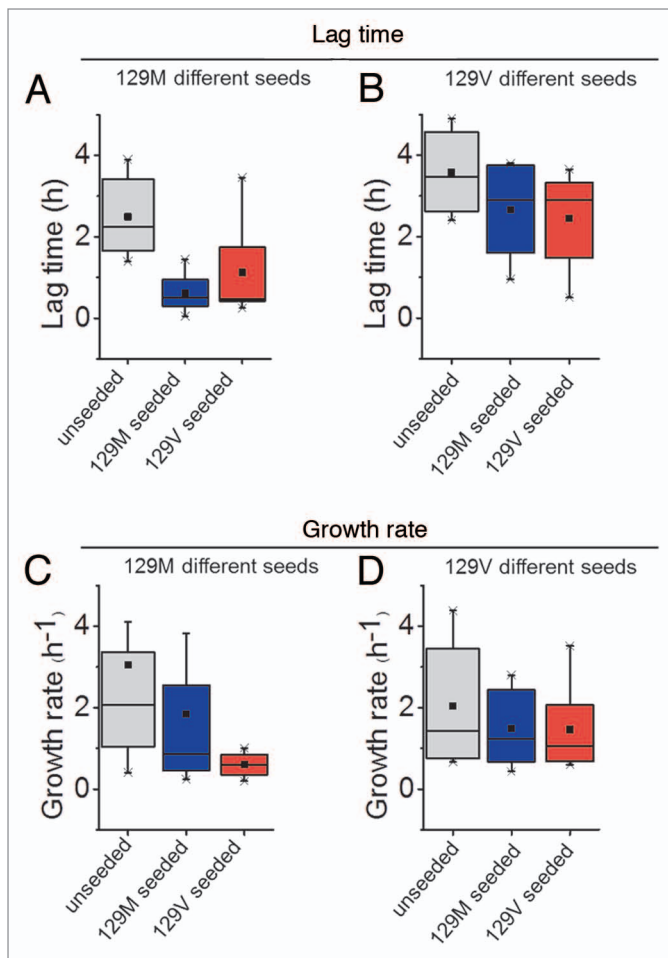 Lag time
129M different seeds
129V different seeds
A
B
Lag time (h)
4
2
0
unseeded
129M seeded
129V seeded
Lag time (h)
4
2
0
unseeded
129M seeded
129V seeded
Growth rate
129M different seeds
129V different seeds
C
D
Growth rate (h-1)
4
2
0
unseeded
129M seeded
129V seeded
Growth rate (h-1)
4
2
0
unseeded
129M seeded
129V seeded